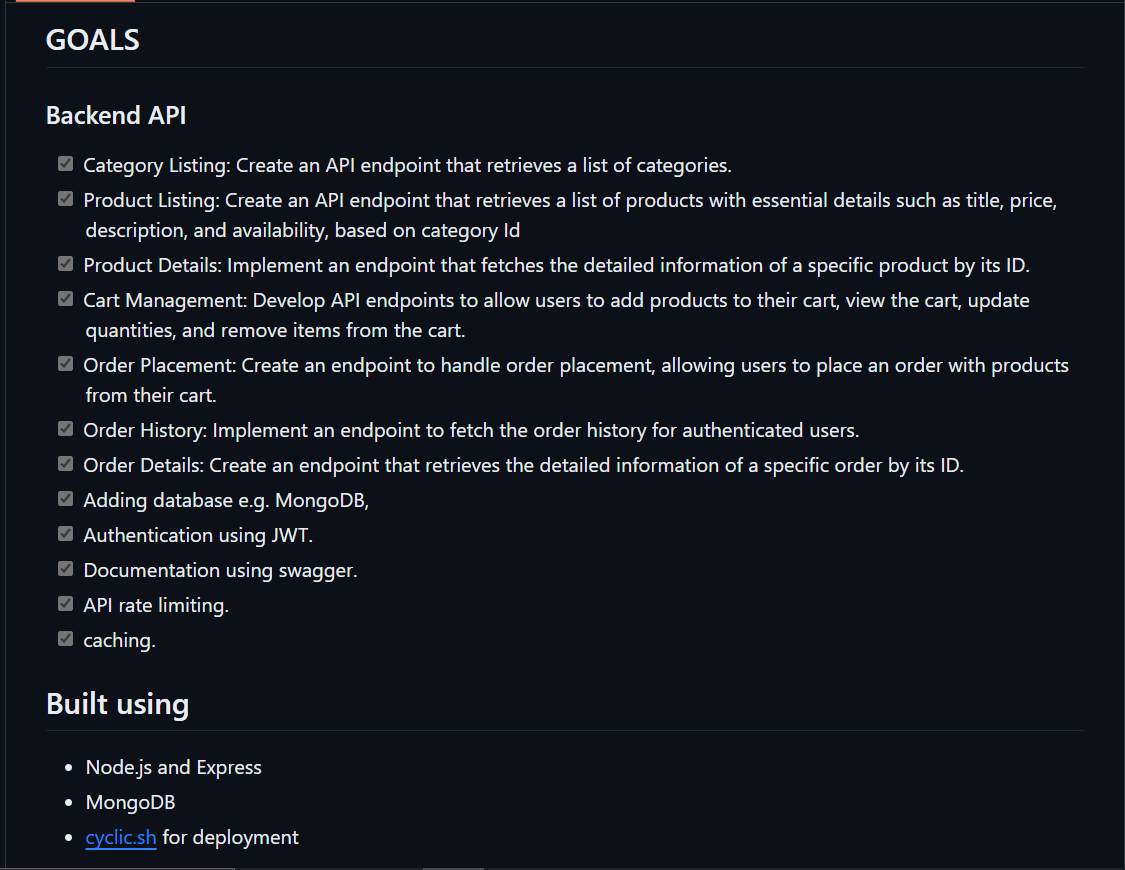 GOALS
Backend API
Category Listing: Create an API endpoint that retrieves a list of categories.
Product Listing: Create an API endpoint that retrieves a list of products with essential details such as title, price,
description, and availability, based on category Id
Product Details: Implement an endpoint that fetches the detailed information of a specific product by its ID.
Cart Management: Develop API endpoints to allow users to add products to their cart, view the cart, update
quantities, and remove items from the cart.
Order Placement: Create an endpoint to handle order placement, allowing users to place an order with products
from their cart.
Order History: Implement an endpoint to fetch the order history for authenticated users.
Order Details: Create an endpoint that retrieves the detailed information of a specific order by its ID.
Adding database e.g. MongoDB,
Authentication using JWT.
Documentation using swagger.
API rate limiting.
caching.
Built using
Node.js and Express
MongoDB
cyclic.sh for deployment